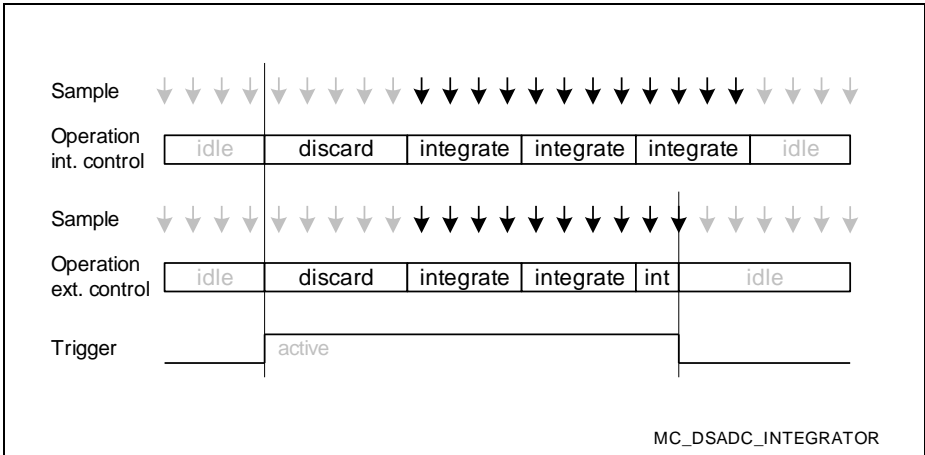 Sample
Operation
int. control
idle discard integrate integrate integrate idle
Sample
Operation
ext. control
idle discard integrate integrate int idle
Trigger
active
MC_DSADC_INTEGRATOR